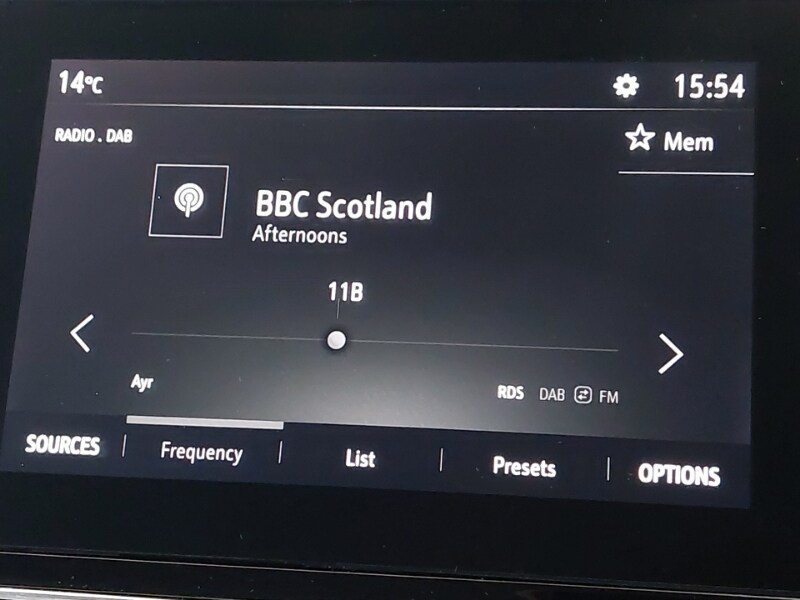 14°C 15:54
RADIO . DAB
Mem
BBC Scotland
Afternoons
11B
Ayr
RDS DAB FM
SOURCES Frequency List Presets OPTIONS